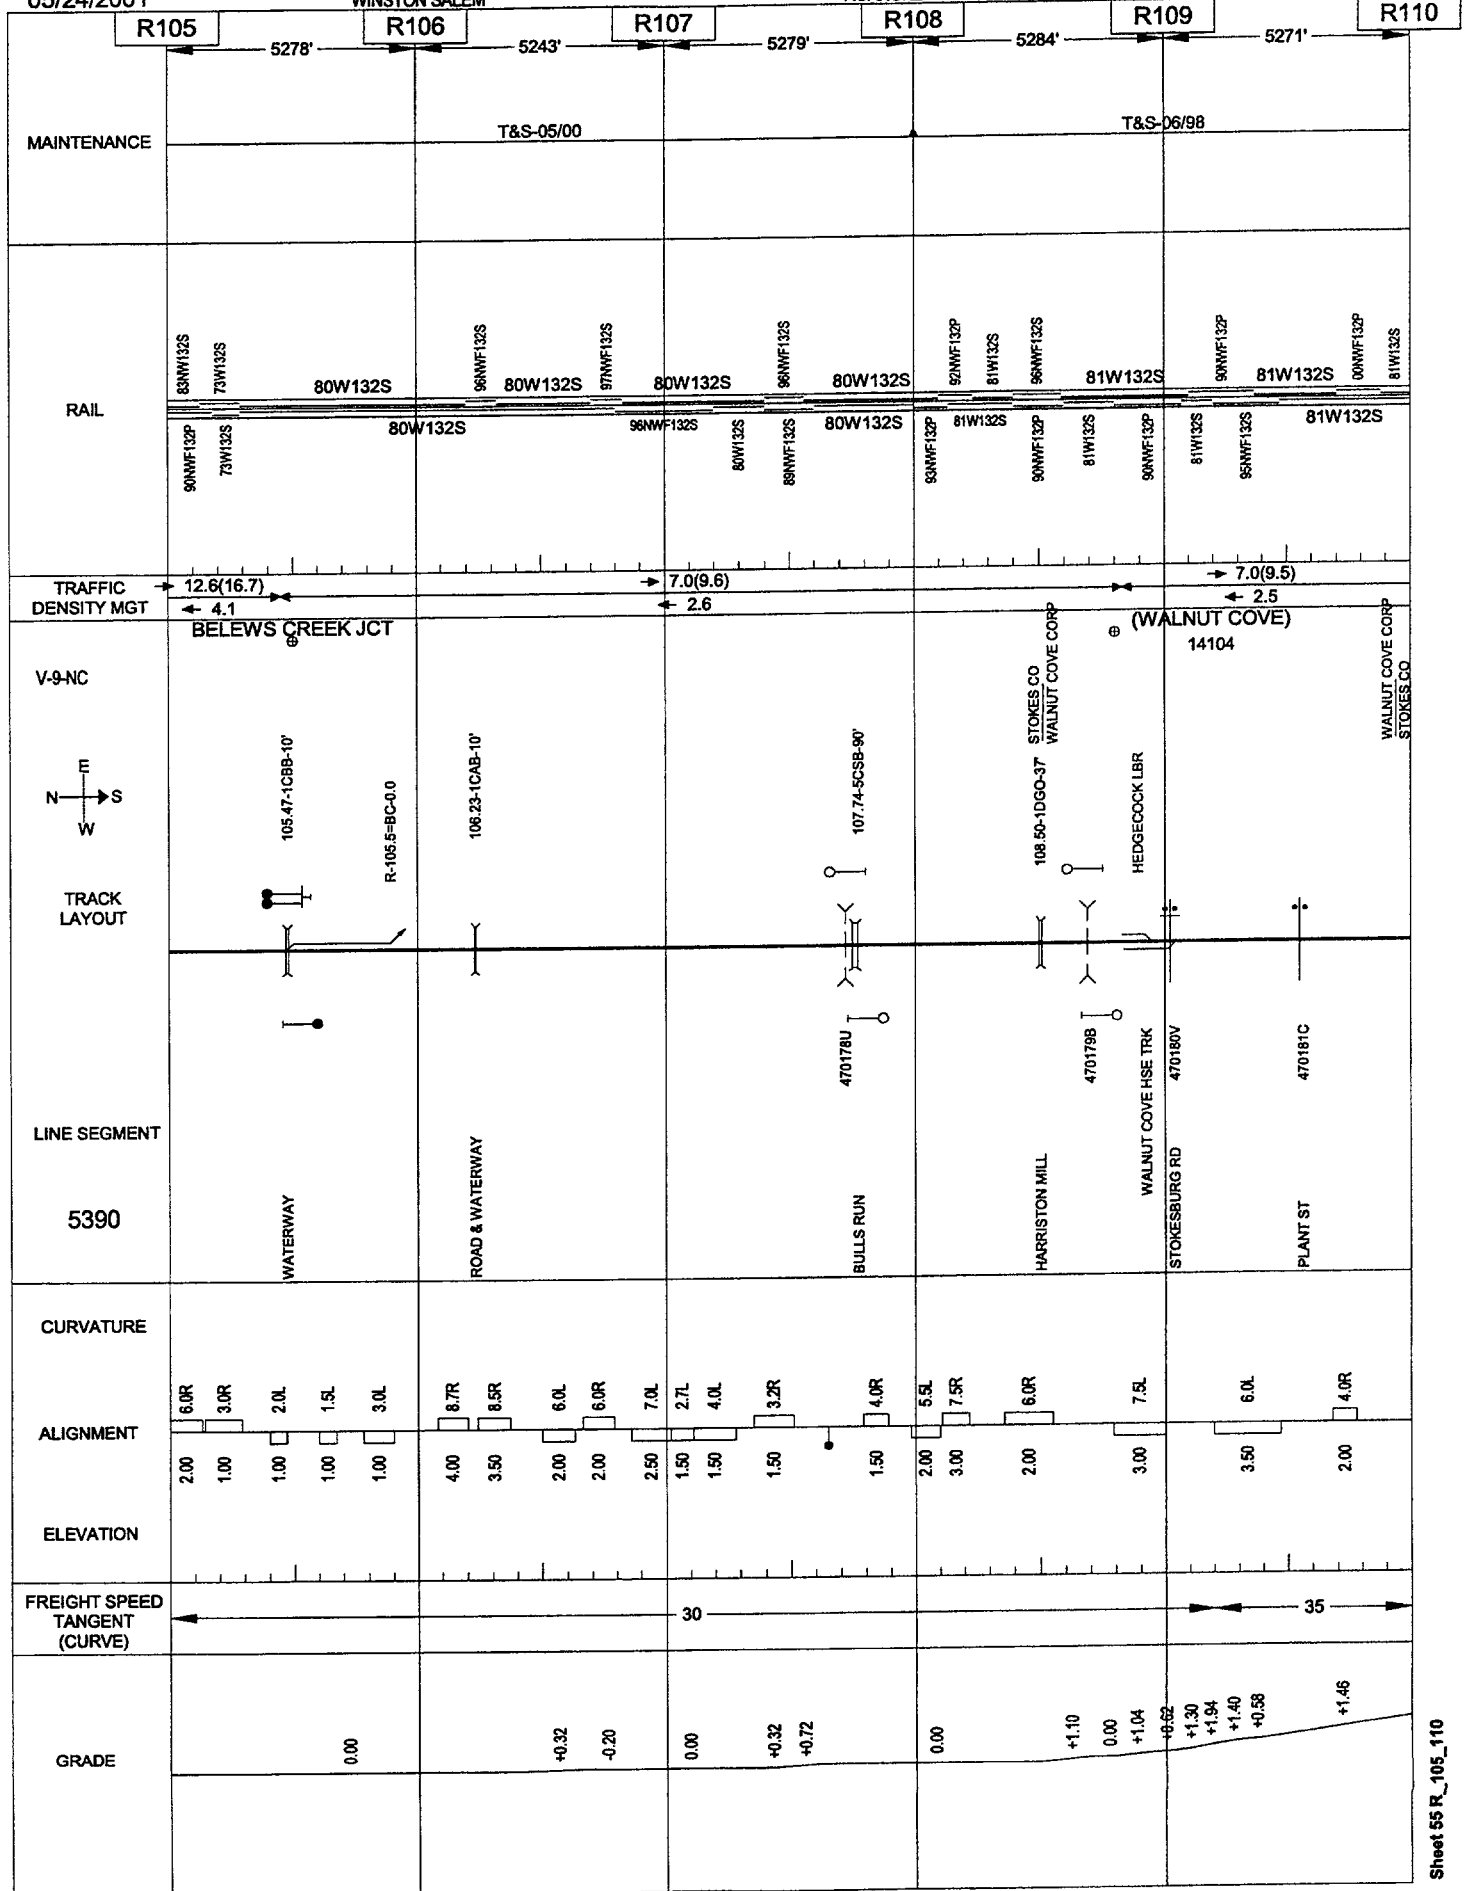 05/24/2001
WINSTON SALEM
R105
R106
R107
R108
R109
R110
5278'
5243'
5279'
5284'
5271'
MAINTENANCE
T&S-05/00
T&S-06/98
RAIL
83NW132S
73W132S
80W132S
96NWF132S
80W132S
97NWF132S
80W132S
96NWF132S
80W132S
92NWF132P
81W132S
96NWF132S
81W132S
90NWF132P
81W132S
00NWF132P
81W132S
90NWF132P
73W132S
80W132S
96NWF132S
80W132S
89NWF132S
80W132S
93NWF132P
81W132S
90NWF132P
81W132S
90NWF132P
81W132S
95NWF132S
81W132S
TRAFFIC
DENSITY MGT
12.6(16.7)
4.1
7.0(9.6)
2.6
7.0(9.5)
2.5
BELEWS CREEK JCT
(WALNUT COVE)
14104
V-9-NC
STOKES CO
WALNUT COVE CORP
WALNUT COVE CORP
STOKES CO
N
E
S
W
105.47-1CBB-10'
R-105.5=BC-0.0
106.23-1CAB-10'
107.74-5CSB-90'
108.50-1DGO-37'
HEDGECOCK LBR
TRACK
LAYOUT
470178U
470179B
WALNUT COVE HSE TRK
470180V
470181C
LINE SEGMENT
5390
WATERWAY
ROAD & WATERWAY
BULLS RUN
HARRISTON MILL
STOKESBURG RD
PLANT ST
CURVATURE
6.0R
3.0R
2.0L
1.5L
3.0L
8.7R
8.5R
6.0L
6.0R
7.0L
2.7L
4.0L
3.2R
4.0R
5.5L
7.5R
6.0R
7.5L
6.0L
4.0R
ALIGNMENT
2.00
1.00
1.00
1.00
1.00
4.00
3.50
2.00
2.00
2.50
1.50
1.50
1.50
1.50
2.00
3.00
2.00
3.00
3.50
2.00
ELEVATION
FREIGHT SPEED
TANGENT
(CURVE)
30
35
GRADE
0.00
+0.32
-0.20
0.00
+0.32
+0.72
0.00
+1.10
0.00
+1.04
+0.62
+1.30
+1.94
+1.40
+0.58
+1.46
Sheet 55 R_105_110